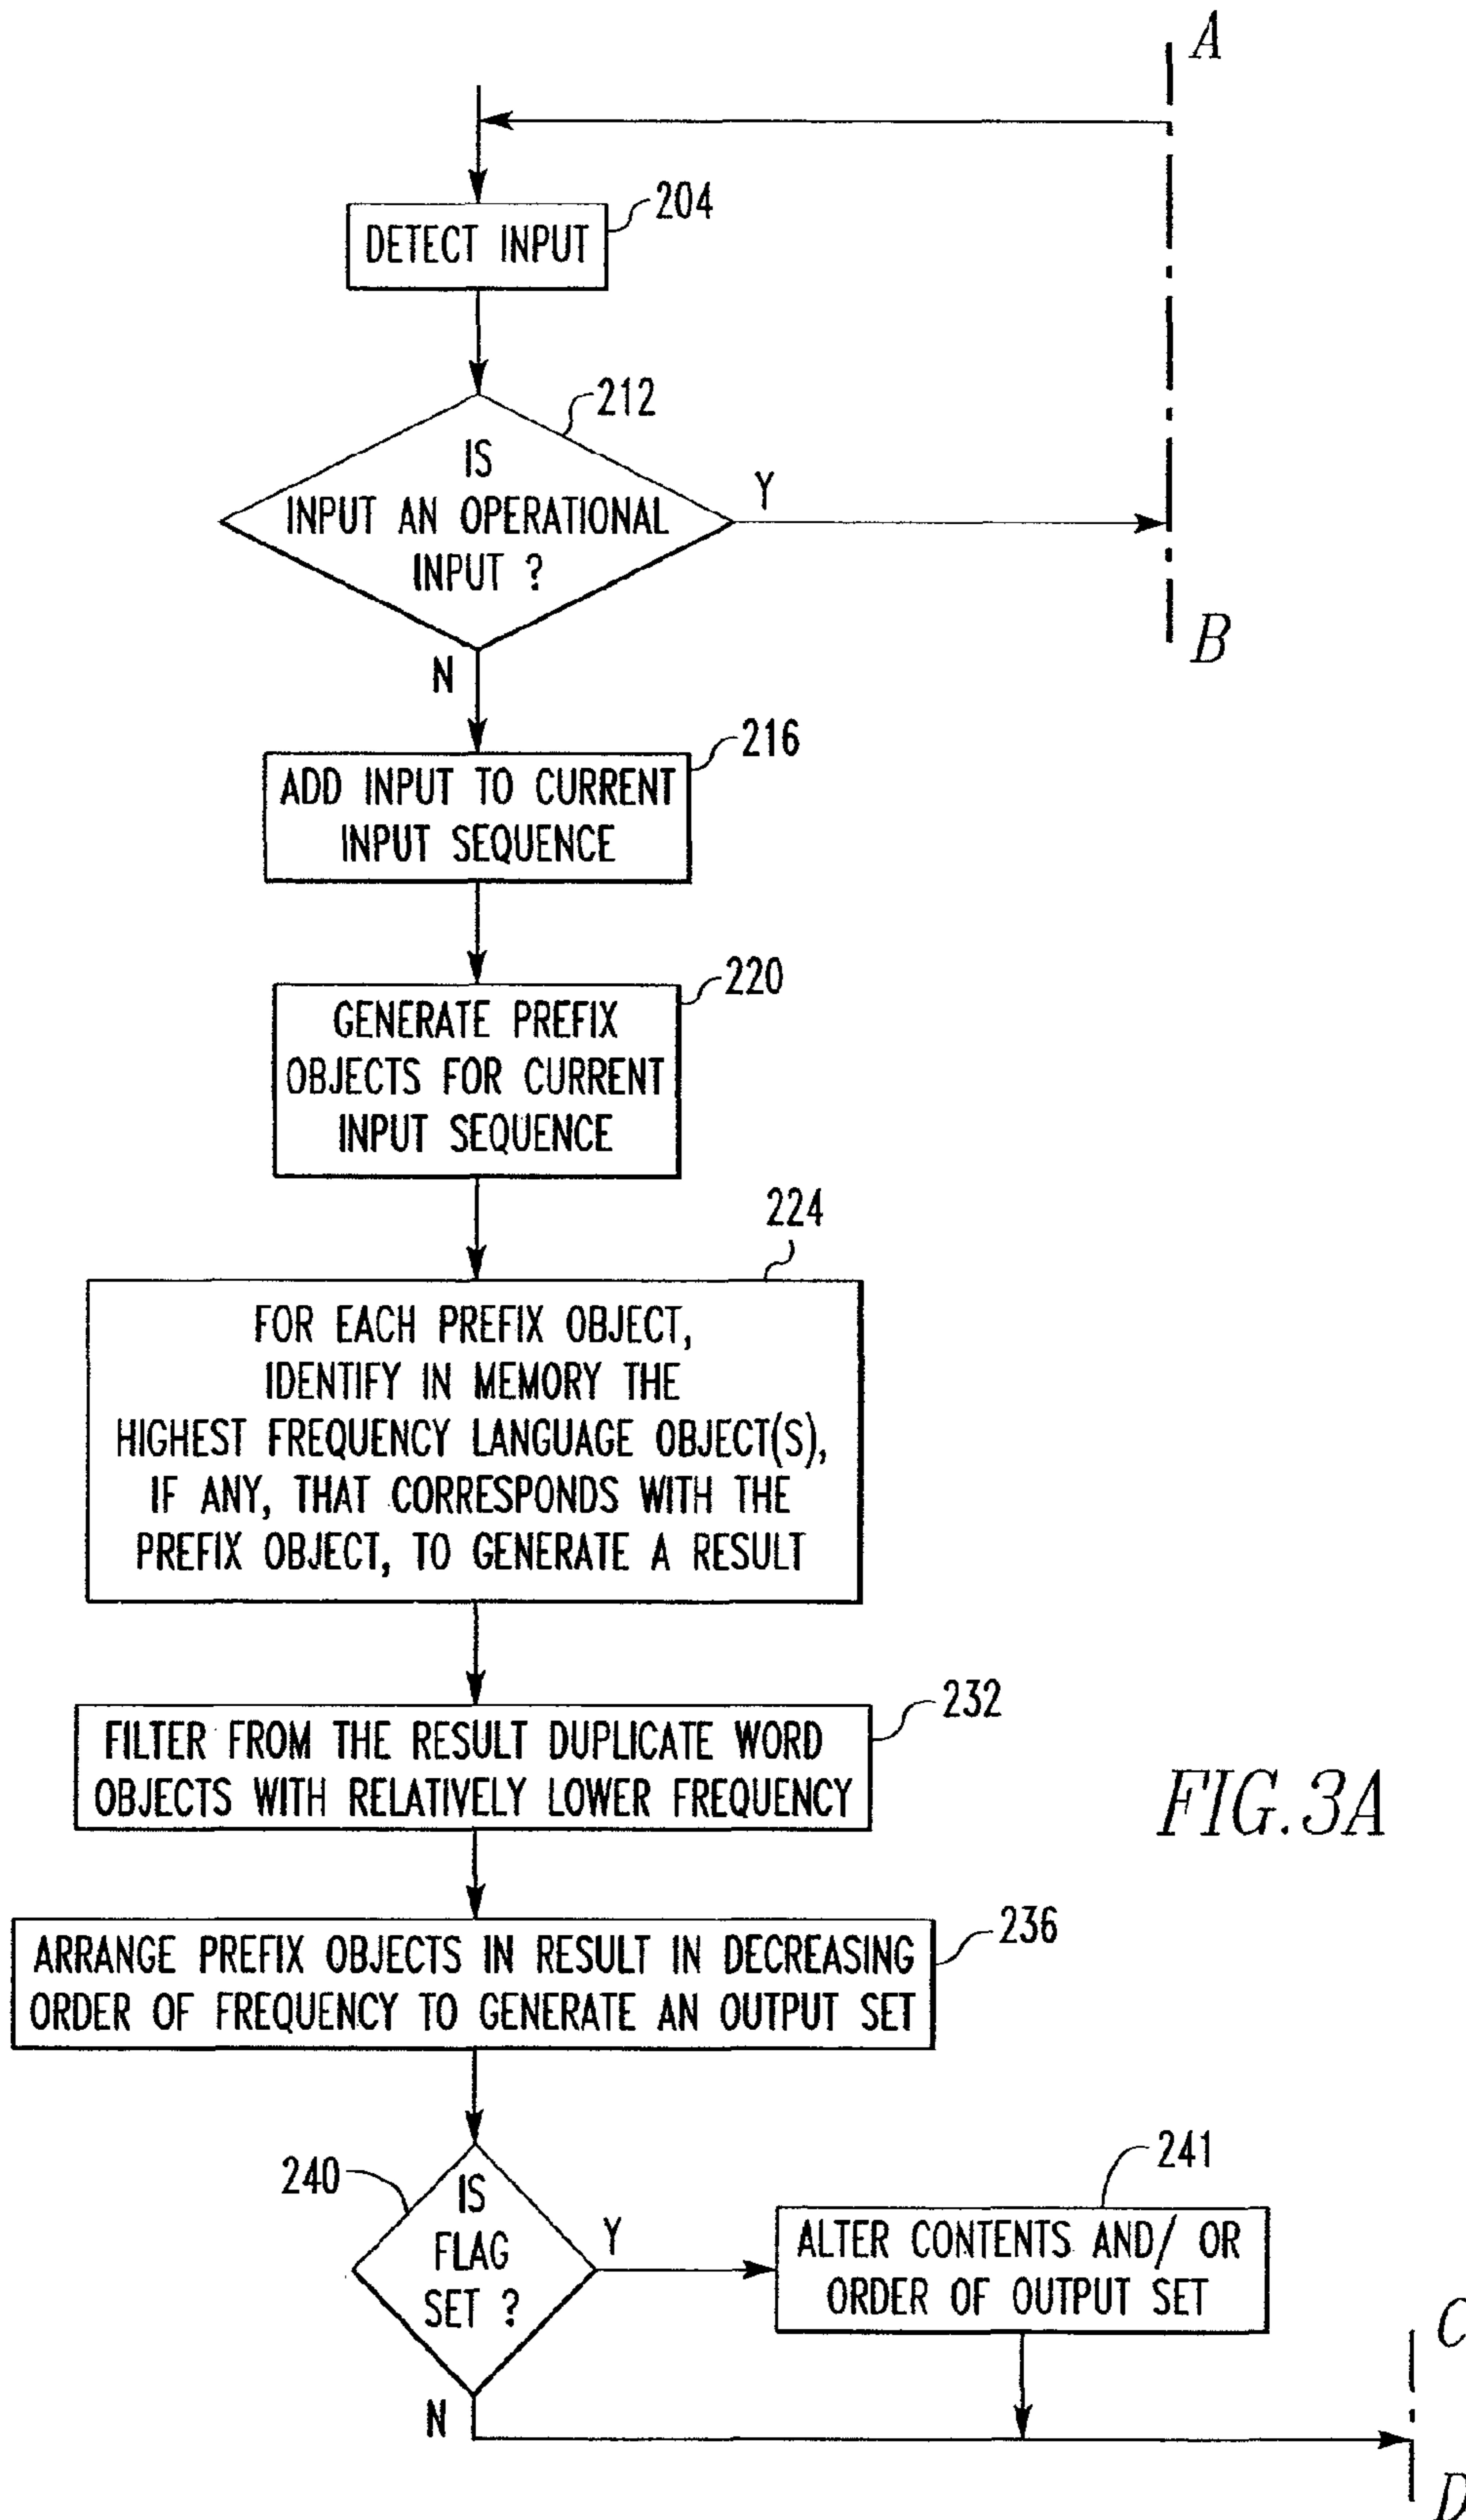 A
204
DETECT INPUT
212
IS
INPUT AN OPERATIONAL
INPUT ?
Y
B
N
216
ADD INPUT TO CURRENT
INPUT SEQUENCE
220
GENERATE PREFIX
OBJECTS FOR CURRENT
INPUT SEQUENCE
224
FOR EACH PREFIX OBJECT,
IDENTIFY IN MEMORY THE
HIGHEST FREQUENCY LANGUAGE OBJECT(S),
IF ANY, THAT CORRESPONDS WITH THE
PREFIX OBJECT, TO GENERATE A RESULT
232
FILTER FROM THE RESULT DUPLICATE WORD
OBJECTS WITH RELATIVELY LOWER FREQUENCY
FIG.3A
236
ARRANGE PREFIX OBJECTS IN RESULT IN DECREASING
ORDER OF FREQUENCY TO GENERATE AN OUTPUT SET
240
IS
FLAG
SET ?
Y
241
ALTER CONTENTS AND/ OR
ORDER OF OUTPUT SET
C
N
D